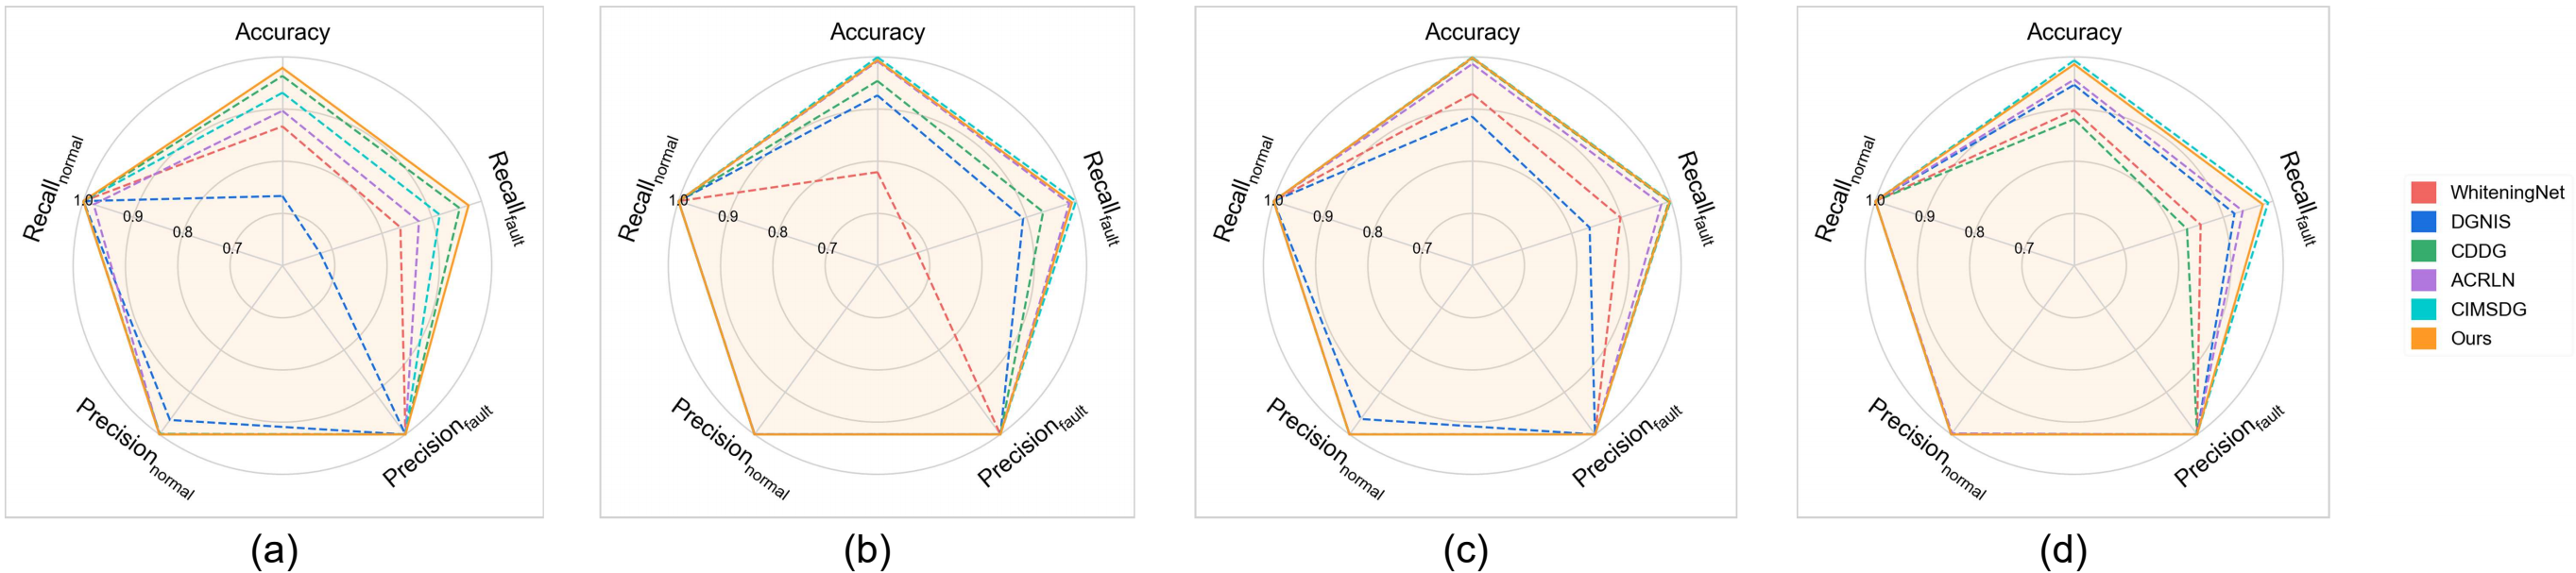 Accuracy
Recall_fault
Precision_fault
Precision_normal
Recall_normal
1.0
0.9
0.8
0.7
(a)
Accuracy
Recall_fault
Precision_fault
Precision_normal
Recall_normal
1.0
0.9
0.8
0.7
(b)
Accuracy
Recall_fault
Precision_fault
Precision_normal
Recall_normal
1.0
0.9
0.8
0.7
(c)
Accuracy
Recall_fault
Precision_fault
Precision_normal
Recall_normal
1.0
0.9
0.8
0.7
(d)
WhiteningNet
DGNIS
CDDG
ACRLN
CIMSDG
Ours